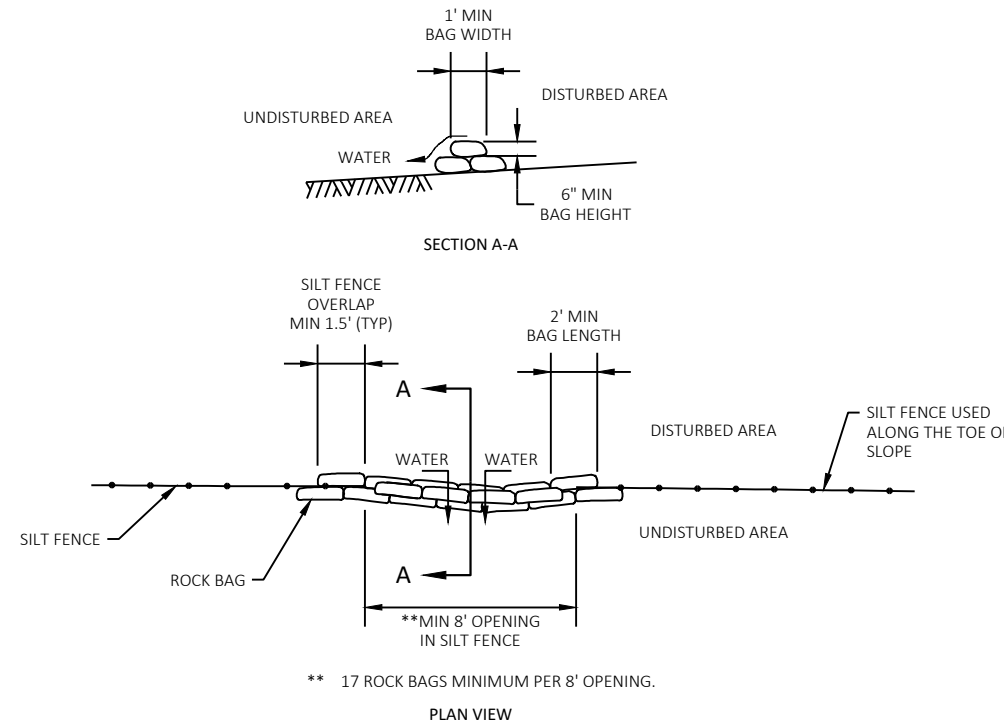 1' MIN
BAG WIDTH
DISTURBED AREA
UNDISTURBED AREA
WATER
6" MIN
BAG HEIGHT
SECTION A-A
SILT FENCE
OVERLAP
MIN 1.5' (TYP)
2' MIN
BAG LENGTH
A
SILT FENCE USED
ALONG THE TOE O
SLOPE
DISTURBED AREA
WATER
WATER
UNDISTURBED AREA
SILT FENCE
ROCK BAG
A
**MIN 8' OPENING
IN SILT FENCE
** 17 ROCK BAGS MINIMUM PER 8' OPENING.
PLAN VIEW